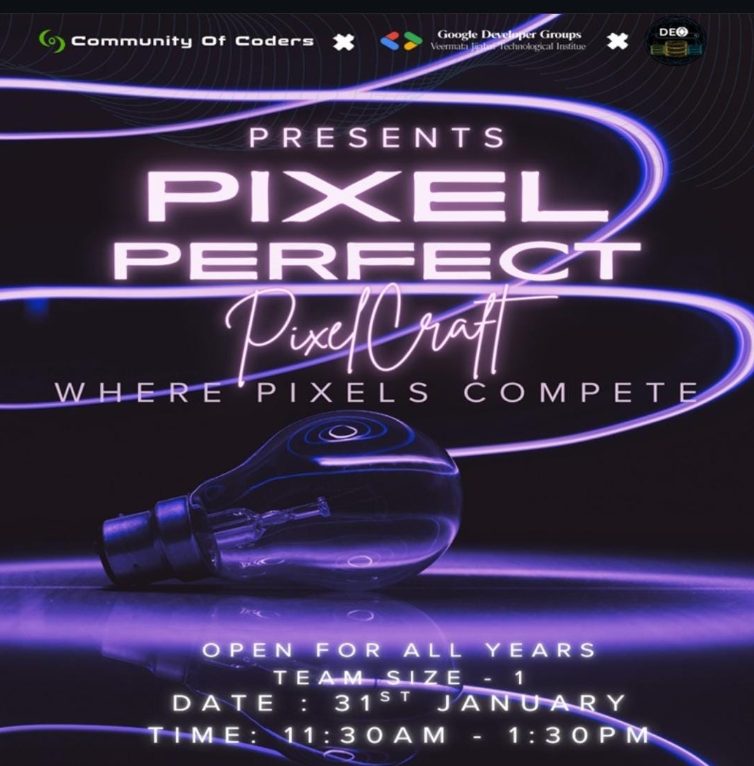 Community Of Coders
Google Developer Groups
Veermata Jijabai Technological Institue
DEO
PRESENTS
PIXEL
PERFECT
PixelCraft
WHERE PIXELS COMPETE
OPEN FOR ALL YEARS
TEAM SIZE - 1
DATE : 31ST JANUARY
TIME: 11:30AM - 1:30PM